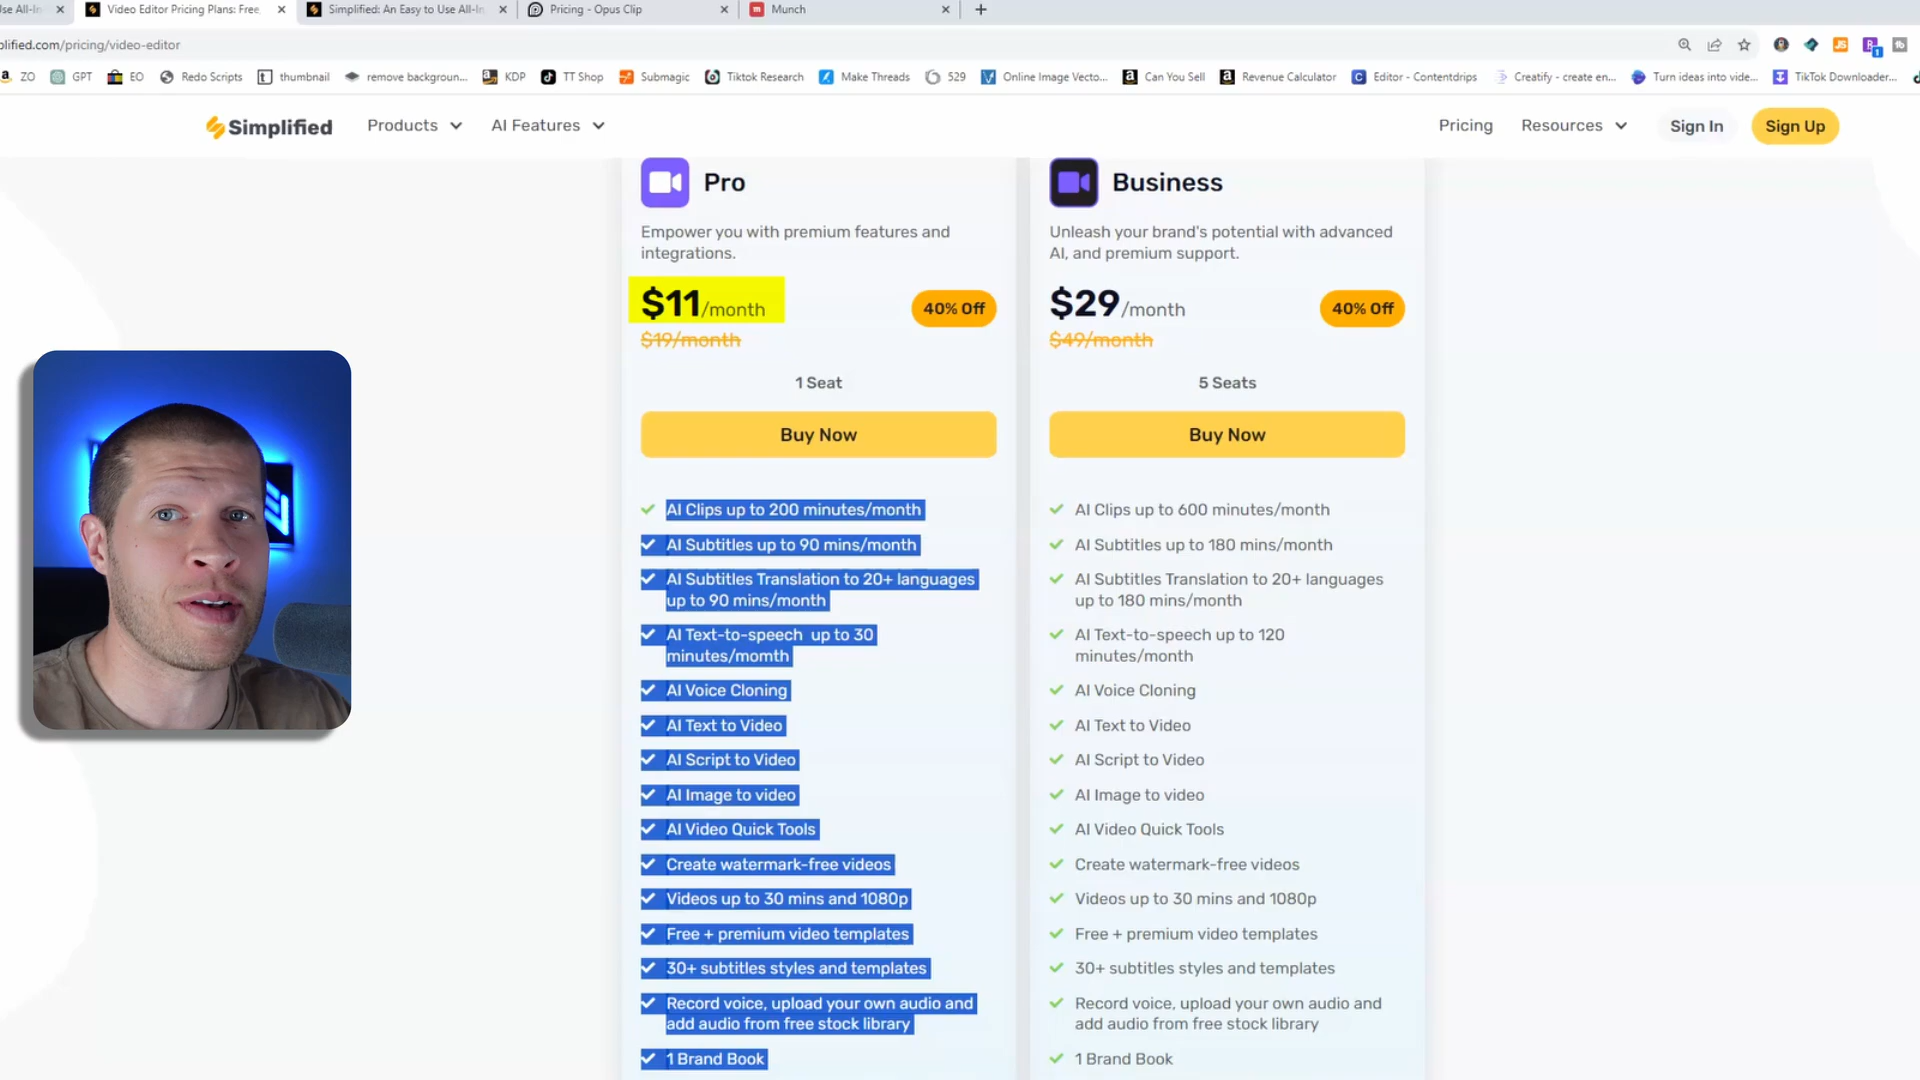 Use All-In
Video Editor Pricing Plans: Free
Simplified: An Easy to Use All-In
Pricing - Opus Clip
Munch
plified.com/pricing/video-editor
ZO
GPT
EO
Redo Scripts
thumbnail
remove backgroun...
KDP
TT Shop
Submagic
Tiktok Research
Make Threads
529
Online Image Vecto...
Can You Sell
Revenue Calculator
Editor - Contentdrips
Creatify - create en...
Turn ideas into vide...
TikTok Downloader...
Simplified
Products
AI Features
Pricing
Resources
Sign In
Sign Up
Pro
Empower you with premium features and
integrations.
$11/month
40% Off
$19/month
1 Seat
Buy Now
AI Clips up to 200 minutes/month
AI Subtitles up to 90 mins/month
AI Subtitles Translation to 20+ languages
up to 90 mins/month
AI Text-to-speech up to 30
minutes/momth
AI Voice Cloning
AI Text to Video
AI Script to Video
AI Image to video
AI Video Quick Tools
Create watermark-free videos
Videos up to 30 mins and 1080p
Free + premium video templates
30+ subtitles styles and templates
Record voice, upload your own audio and
add audio from free stock library
1 Brand Book
Business
Unleash your brand's potential with advanced
AI, and premium support.
$29/month
40% Off
$49/month
5 Seats
Buy Now
AI Clips up to 600 minutes/month
AI Subtitles up to 180 mins/month
AI Subtitles Translation to 20+ languages
up to 180 mins/month
AI Text-to-speech up to 120
minutes/month
AI Voice Cloning
AI Text to Video
AI Script to Video
AI Image to video
AI Video Quick Tools
Create watermark-free videos
Videos up to 30 mins and 1080p
Free + premium video templates
30+ subtitles styles and templates
Record voice, upload your own audio and
add audio from free stock library
1 Brand Book